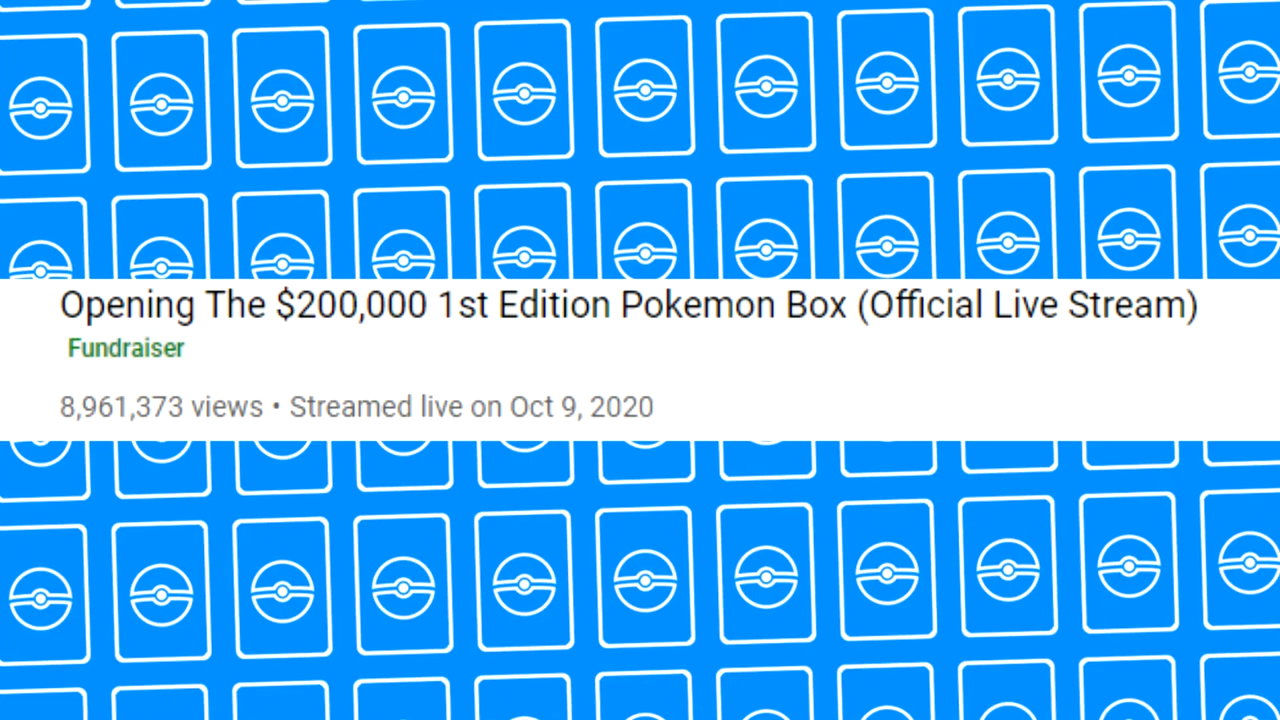 Opening The $200,000 1st Edition Pokemon Box (Official Live Stream)
Fundraiser
8,961,373 views • Streamed live on Oct 9, 2020